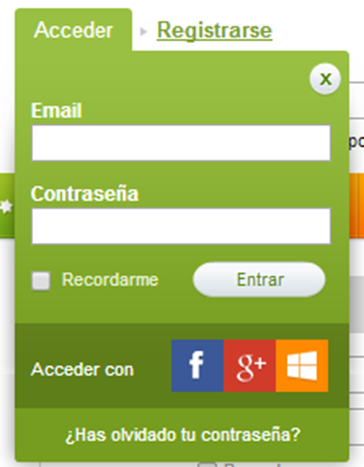 Acceder Registrarse
x
Email
Contraseña
Recordarme Entrar
Acceder con f g+
¿Has olvidado tu contraseña?